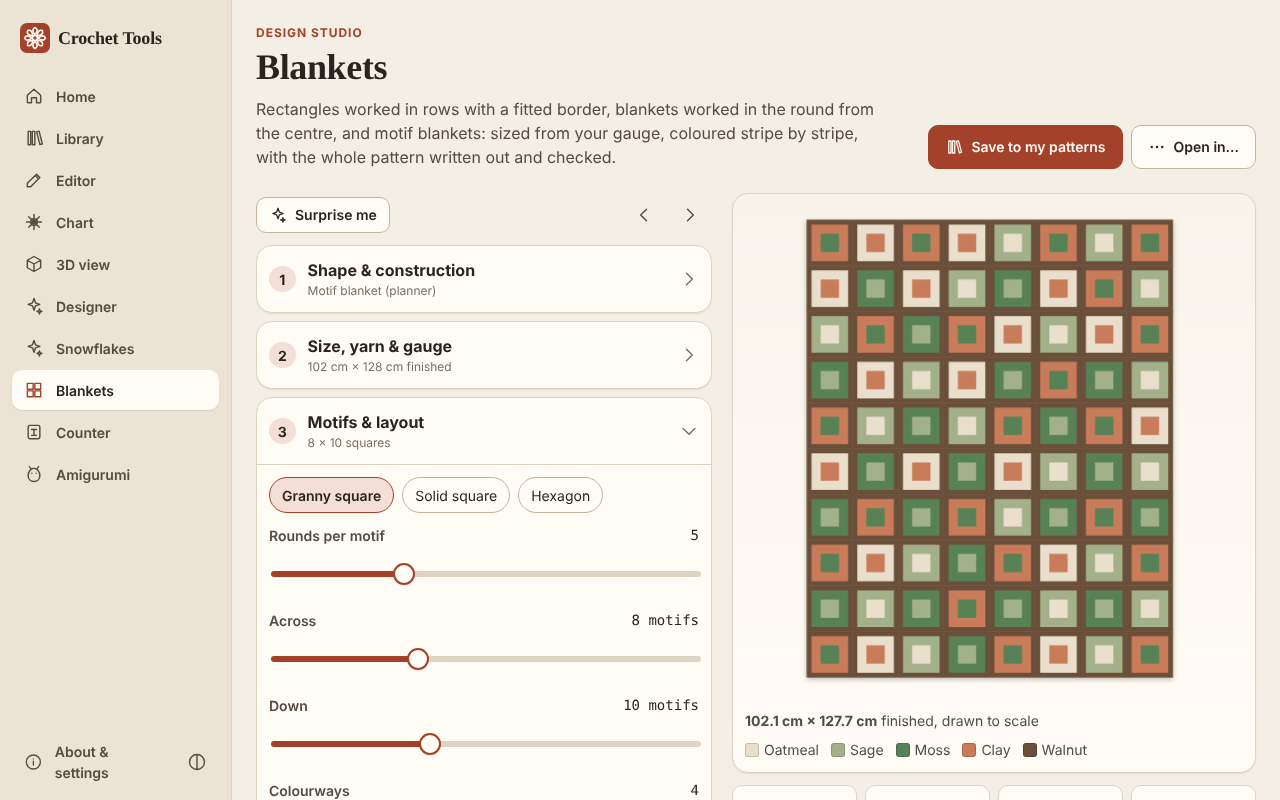 Crochet Tools
Home
Library
Editor
Chart
3D view
Designer
Snowflakes
Blankets
Counter
Amigurumi
About &
settings
DESIGN STUDIO
Blankets
Rectangles worked in rows with a fitted border, blankets worked in the round from
the centre, and motif blankets: sized from your gauge, coloured stripe by stripe,
with the whole pattern written out and checked.
Save to my patterns
Open in…
Surprise me
1
Shape & construction
Motif blanket (planner)
2
Size, yarn & gauge
102 cm × 128 cm finished
3
Motifs & layout
8 × 10 squares
Granny square
Solid square
Hexagon
Rounds per motif 5
Across 8 motifs
Down 10 motifs
Colourways 4
102.1 cm × 127.7 cm finished, drawn to scale
Oatmeal Sage Moss Clay Walnut